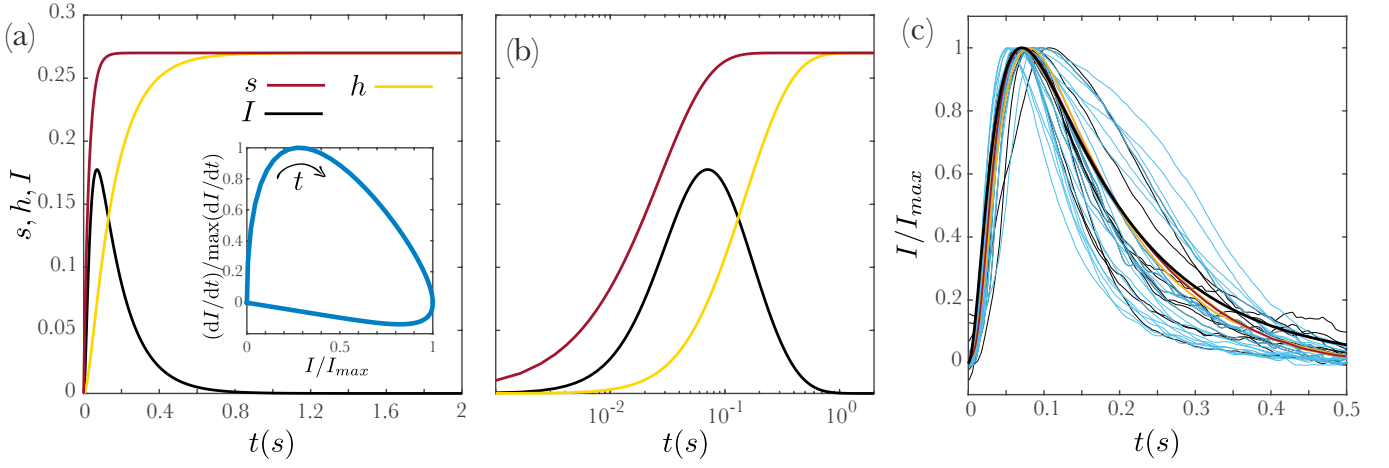 (a)
s, h, I
0.3
0.25
0.2
0.15
0.1
0.05
0
0 0.4 0.8 1.2 1.6 2
t(s)
s h
I
(dI/dt)/max(dI/dt)
1
0.8
0.6
0.4
0.2
0
0 0.5 1
I/I_max
t
(b)
10^-2 10^-1 10^0
t(s)
(c)
I/I_max
1
0.8
0.6
0.4
0.2
0
0 0.1 0.2 0.3 0.4 0.5
t(s)